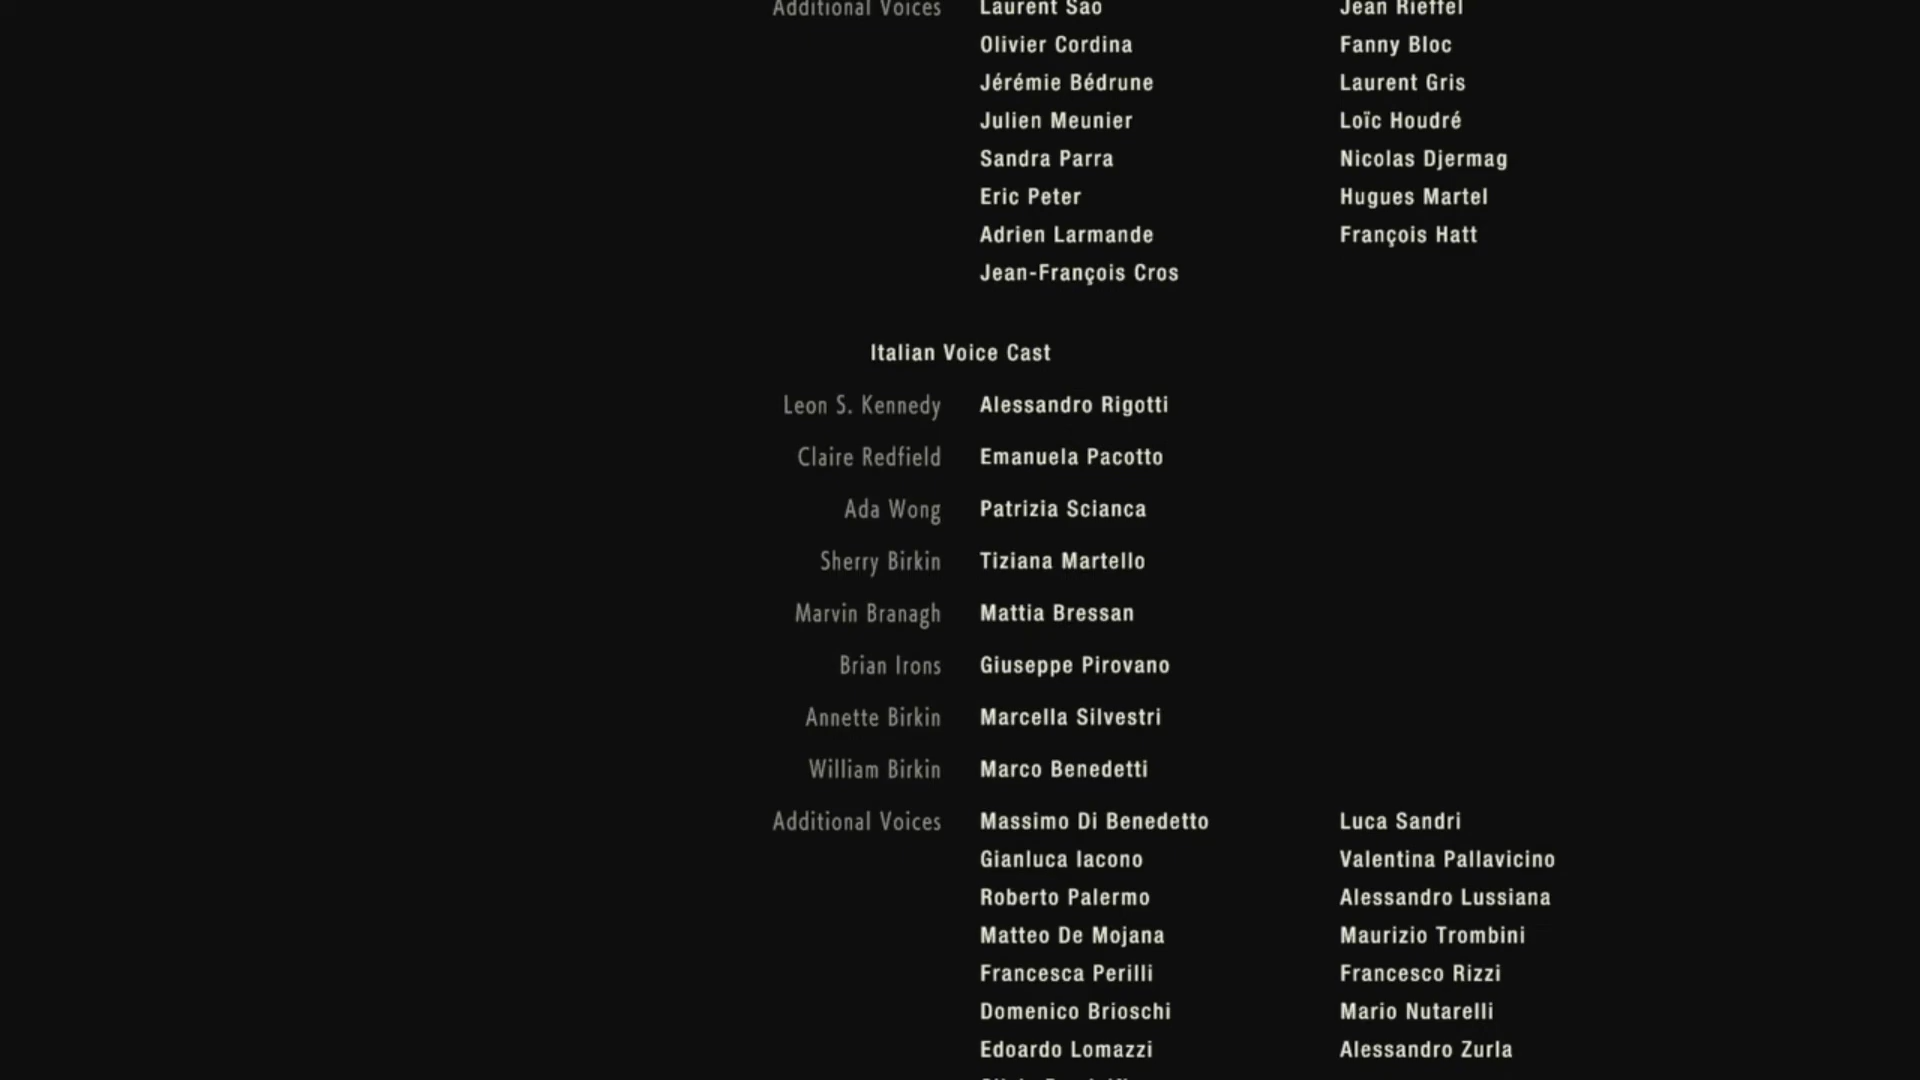 Additional Voices Laurent Sao Jean Rieffel
Olivier Cordina Fanny Bloc
Jérémie Bédrune Laurent Gris
Julien Meunier Loïc Houdré
Sandra Parra Nicolas Djermag
Eric Peter Hugues Martel
Adrien Larmande François Hatt
Jean-François Cros
Italian Voice Cast
Leon S. Kennedy Alessandro Rigotti
Claire Redfield Emanuela Pacotto
Ada Wong Patrizia Scianca
Sherry Birkin Tiziana Martello
Marvin Branagh Mattia Bressan
Brian Irons Giuseppe Pirovano
Annette Birkin Marcella Silvestri
William Birkin Marco Benedetti
Additional Voices Massimo Di Benedetto Luca Sandri
Gianluca Iacono Valentina Pallavicino
Roberto Palermo Alessandro Lussiana
Matteo De Mojana Maurizio Trombini
Francesca Perilli Francesco Rizzi
Domenico Brioschi Mario Nutarelli
Edoardo Lomazzi Alessandro Zurla